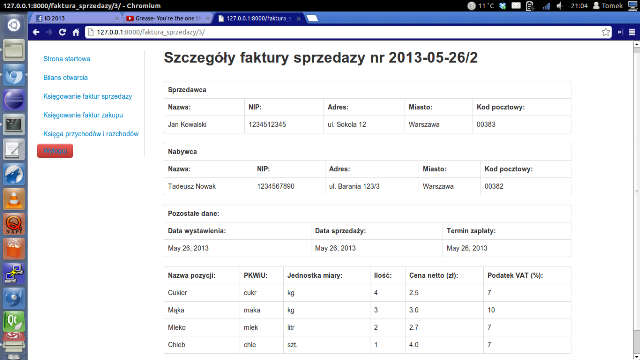 127.0.0.1:8000/faktura_sprzedazy/3/ - Chromium
11 °C 21:04 Tomek
IO 2013
Grease- You're the one th
127.0.0.1:8000/faktura_s
127.0.0.1:8000/faktura_sprzedazy/3/
Szczegóły faktury sprzedazy nr 2013-05-26/2
Strona startowa
Bilans otwarcia
Księgowanie faktur sprzedazy
Księgowanie faktur zakupu
Księga przychodów i rozchodów
Sprzedawca
Nazwa: NIP: Adres: Miasto: Kod pocztowy:
Jan Kowalski 1234512345 ul. Sokola 12 Warszawa 00383
Nabywca
Nazwa: NIP: Adres: Miasto: Kod pocztowy:
Tadeusz Nowak 1234567890 ul. Barania 123/3 Warszawa 00382
Pozostałe dane:
Data wystawienia: Data sprzedaży: Termin zapłaty:
May 26, 2013 May 26, 2013 May 26, 2013
Nazwa pozycji: PKWiU: Jednostka miary: Ilość: Cena netto (zł): Podatek VAT (%):
Cukier cukr kg 4 2.5 7
Mąka maka kg 3 3.0 10
Mleko mlek litr 2 2.7 7
Chleb chle szt. 1 4.0 7